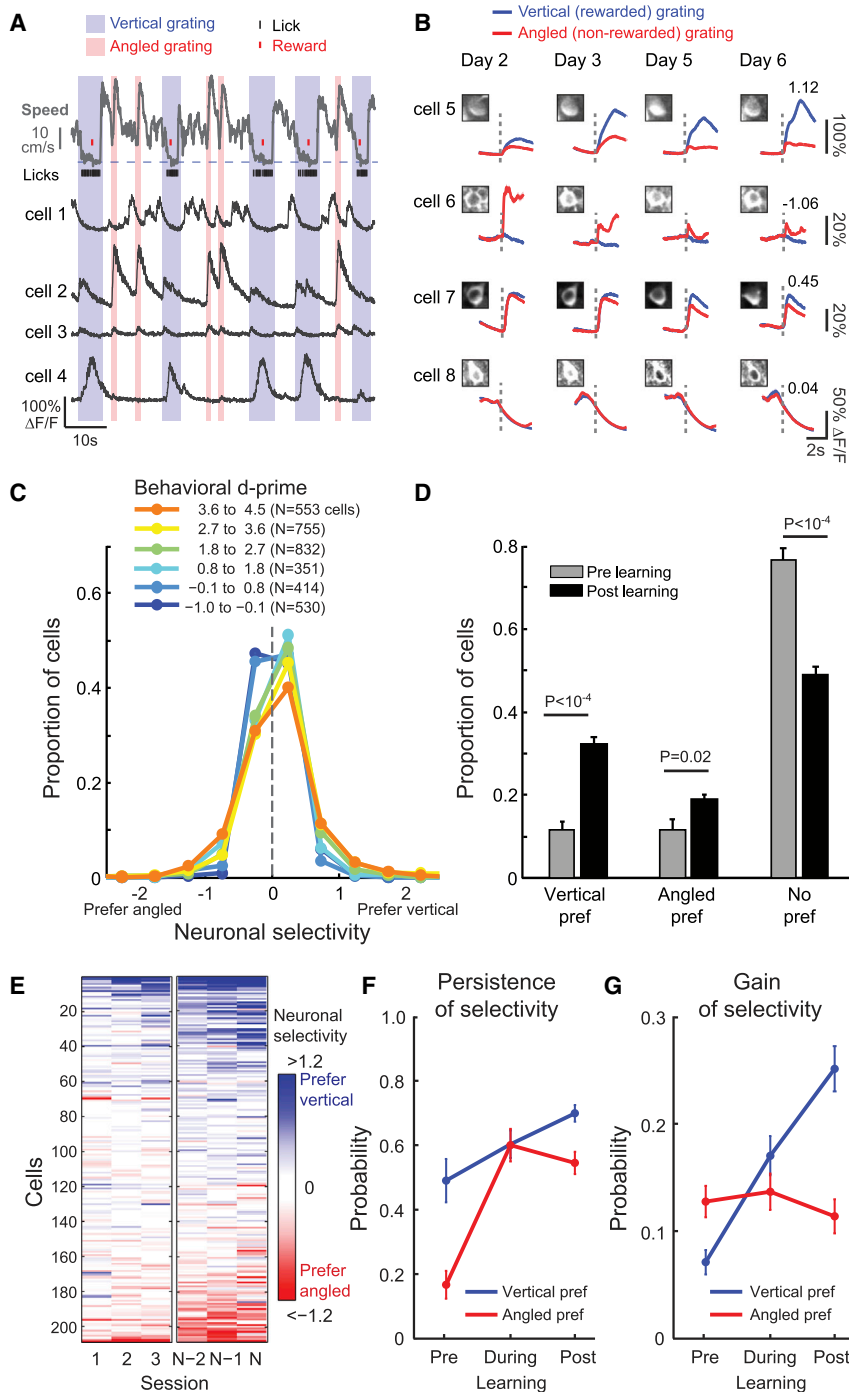 A
Vertical grating
Angled grating
Lick
Reward
Speed
10
cm/s
Licks
cell 1
cell 2
cell 3
cell 4
100%
ΔF/F
10s
B
Vertical (rewarded) grating
Angled (non-rewarded) grating
Day 2 Day 3 Day 5 Day 6
cell 5
1.12
100%
cell 6
-1.06
20%
cell 7
0.45
20%
cell 8
0.04
50% ΔF/F
2s
C
Behavioral d-prime
3.6 to 4.5 (N=553 cells)
2.7 to 3.6 (N=755)
1.8 to 2.7 (N=832)
0.8 to 1.8 (N=351)
−0.1 to 0.8 (N=414)
−1.0 to −0.1 (N=530)
Proportion of cells
0.6
0.4
0.2
0
-2 -1 0 1 2
Prefer angled Prefer vertical
Neuronal selectivity
D
Pre learning
Post learning
Proportion of cells
0.8
0.6
0.4
0.2
0
P<10⁻⁴
P=0.02
P<10⁻⁴
Vertical pref
Angled pref
No pref
E
Cells
20
40
60
80
100
120
140
160
180
200
1 2 3 N−2 N−1 N
Session
Neuronal selectivity
>1.2
Prefer vertical
0
Prefer angled
<−1.2
F
Persistence of selectivity
Probability
1.0
0.8
0.6
0.4
0.2
0
Vertical pref
Angled pref
Pre During Post
Learning
G
Gain of selectivity
Probability
0.3
0.2
0.1
0
Vertical pref
Angled pref
Pre During Post
Learning